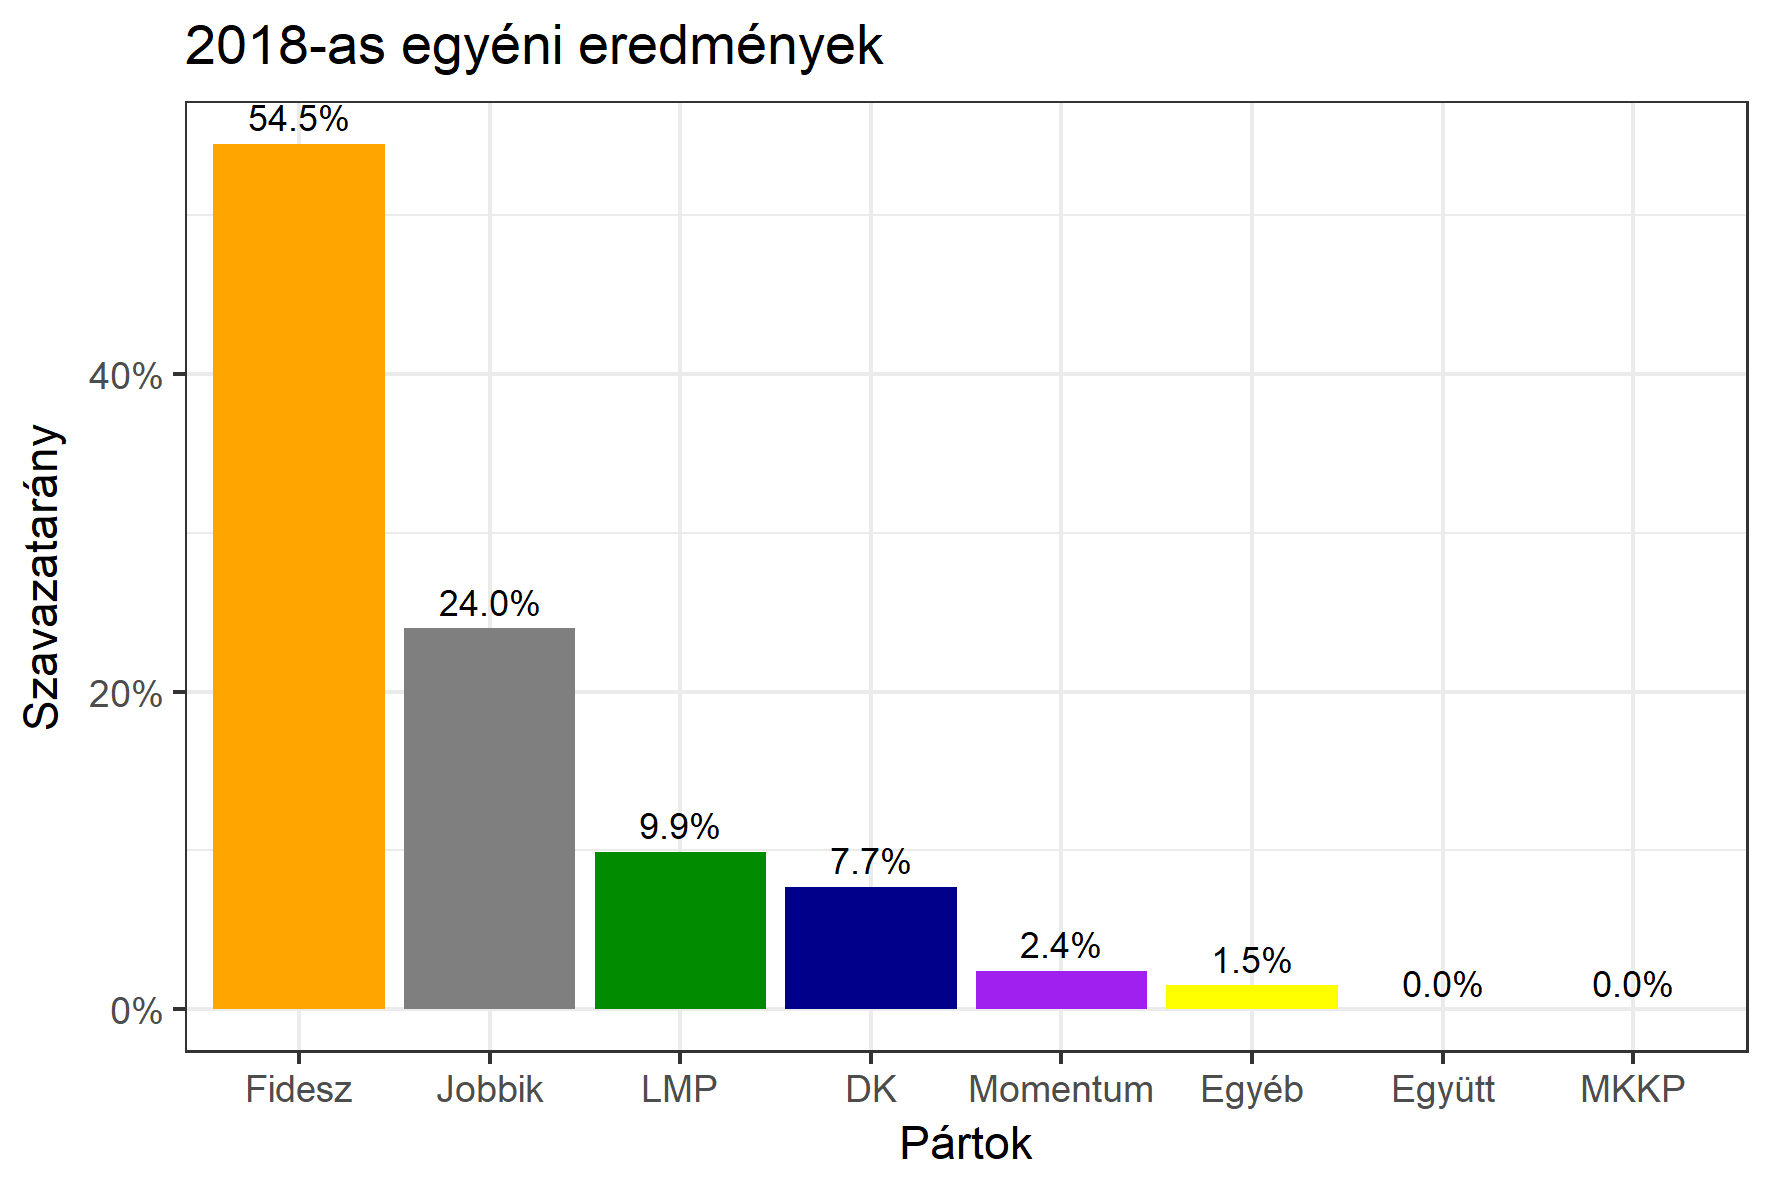 2018-as egyéni eredmények
Szavazatarány
40%
20%
0%
54.5%
24.0%
9.9%
7.7%
2.4%
1.5%
0.0%
0.0%
Fidesz Jobbik LMP DK Momentum Egyéb Együtt MKKP
Pártok